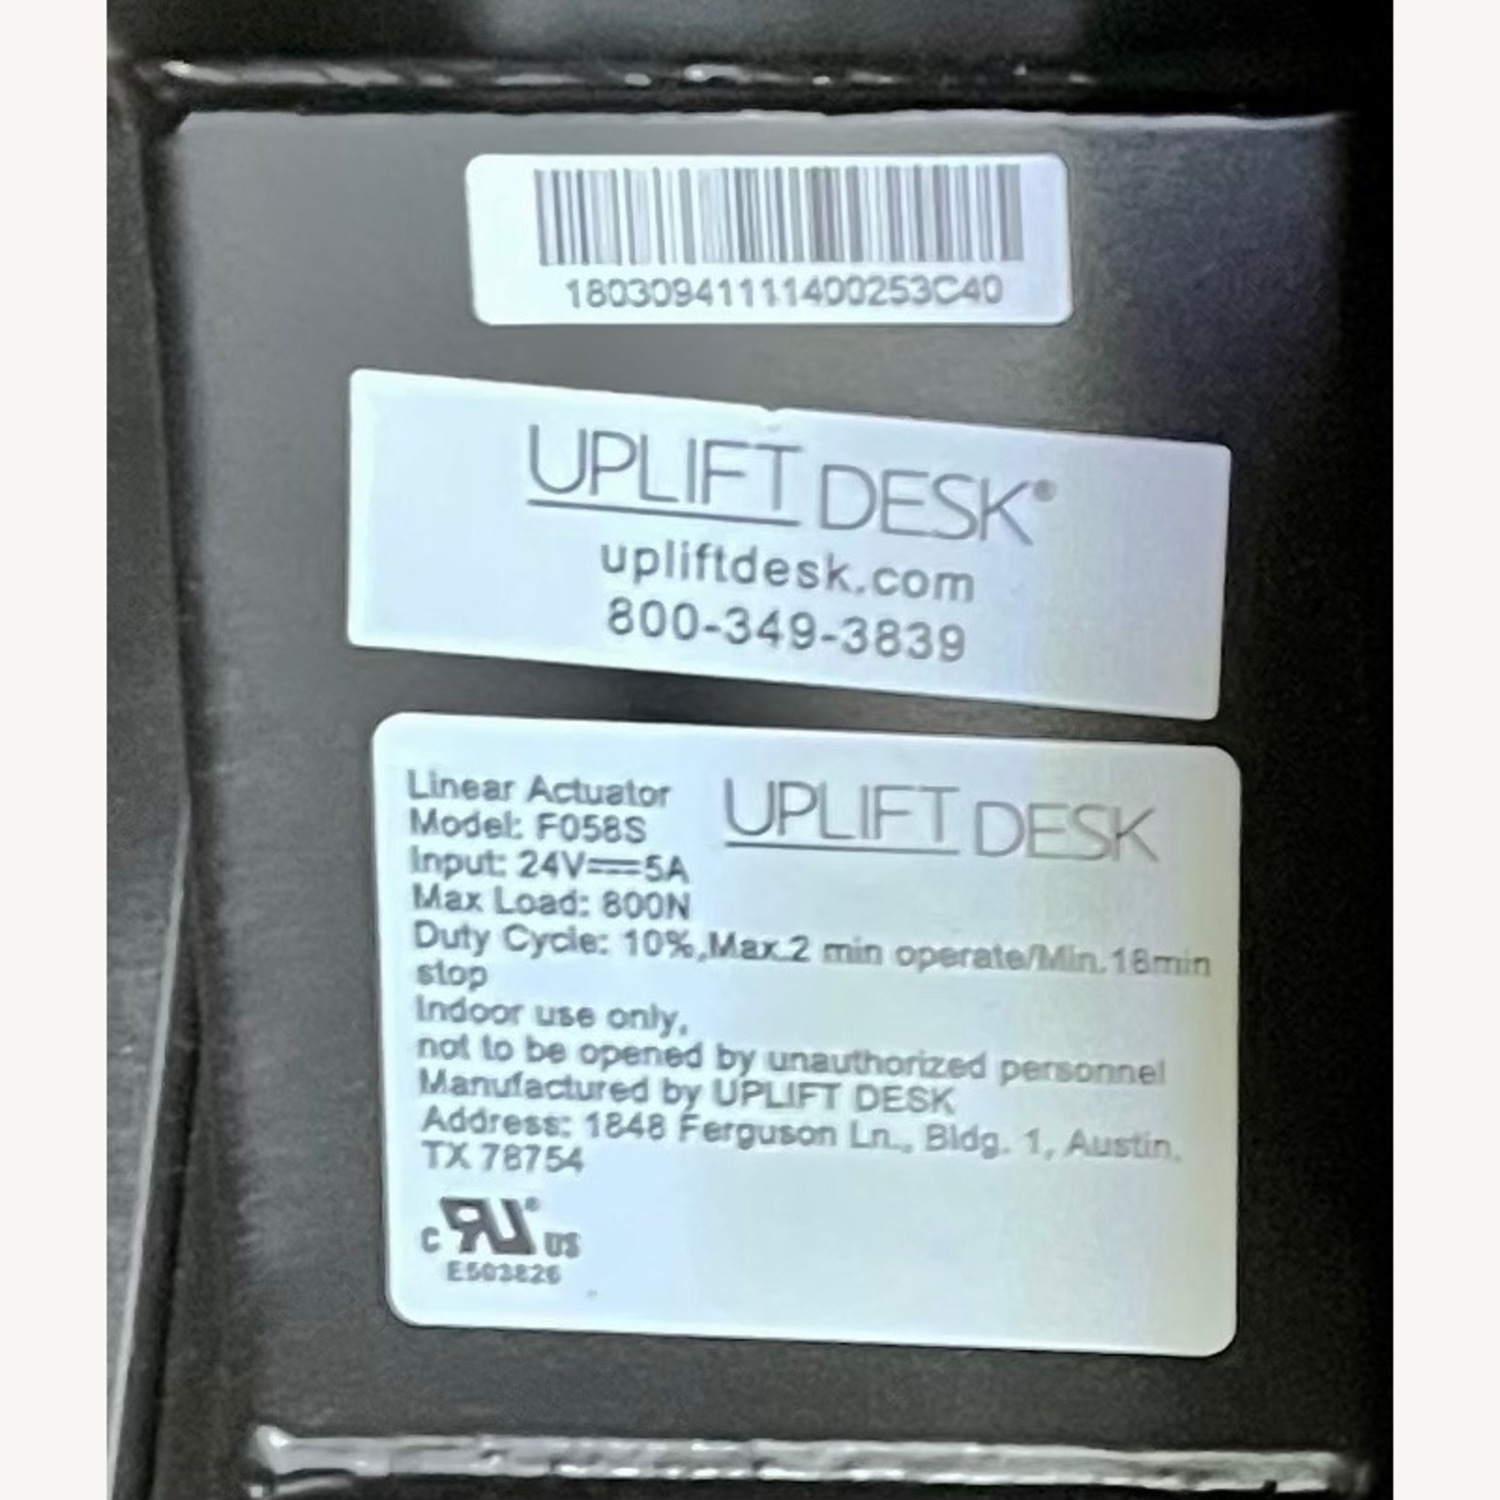 18030941111400253C40
UPLIFT DESK®
upliftdesk.com
800-349-3839
UPLIFT DESK
Linear Actuator
Model: F058S
Input: 24V⎓5A
Max Load: 800N
Duty Cycle: 10%,Max.2 min operate/Min.18min
stop
Indoor use only,
not to be opened by unauthorized personnel
Manufactured by UPLIFT DESK
Address: 1848 Ferguson Ln., Bldg. 1, Austin,
TX 78754
c RU® US
E503826